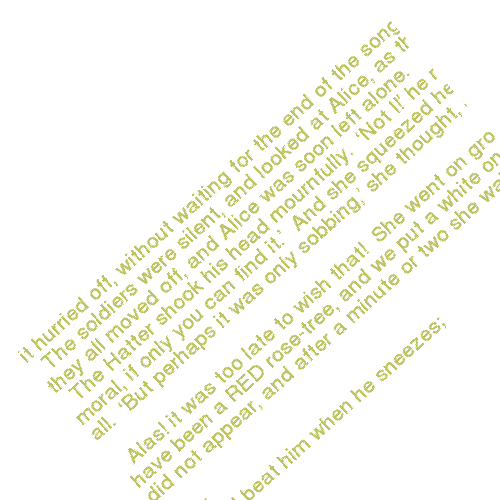 it hurried off, without waiting for the end of the song
The soldiers were silent, and looked at Alice, as th
they all moved off, and Alice was soon left alone.
The Hatter shook his head mournfully. 'Not I!' he r
moral, if only you can find it.' And she squeezed he
all. 'But perhaps it was only sobbing,' she thought,
Alas! it was too late to wish that! She went on gro
have been a RED rose-tree, and we put a white on
did not appear, and after a minute or two she wa
beat him when he sneezes;